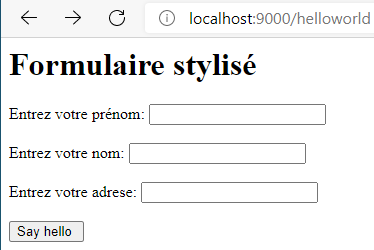 localhost:9000/helloworld
Formulaire stylisé
Entrez votre prénom:
Entrez votre nom:
Entrez votre adrese:
Say hello